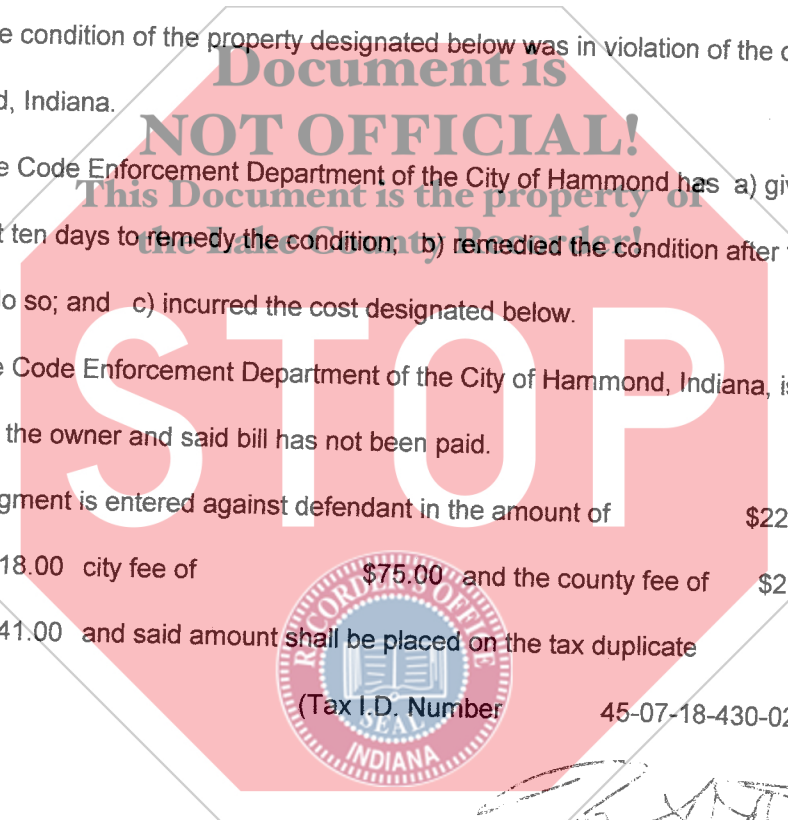 e condition of the property designated below was in violation of the
Document is
d, Indiana.
NOT OFFICIAL!
e Code Enforcement Department of the City of Hammond has a) giv
This Document is the property of
t ten days to remedy the condition; b) remedied the condition after
the Lake County Recorder!
o so; and c) incurred the cost designated below.
STOP
e Code Enforcement Department of the City of Hammond, Indiana, is
the owner and said bill has not been paid.
gment is entered against defendant in the amount of $22
18.00 city fee of $75.00 and the county fee of $2
41.00 and said amount shall be placed on the tax duplicate
RECORDER'S OFFICE
(Tax I.D. Number 45-07-18-430-02
SEAL
INDIANA